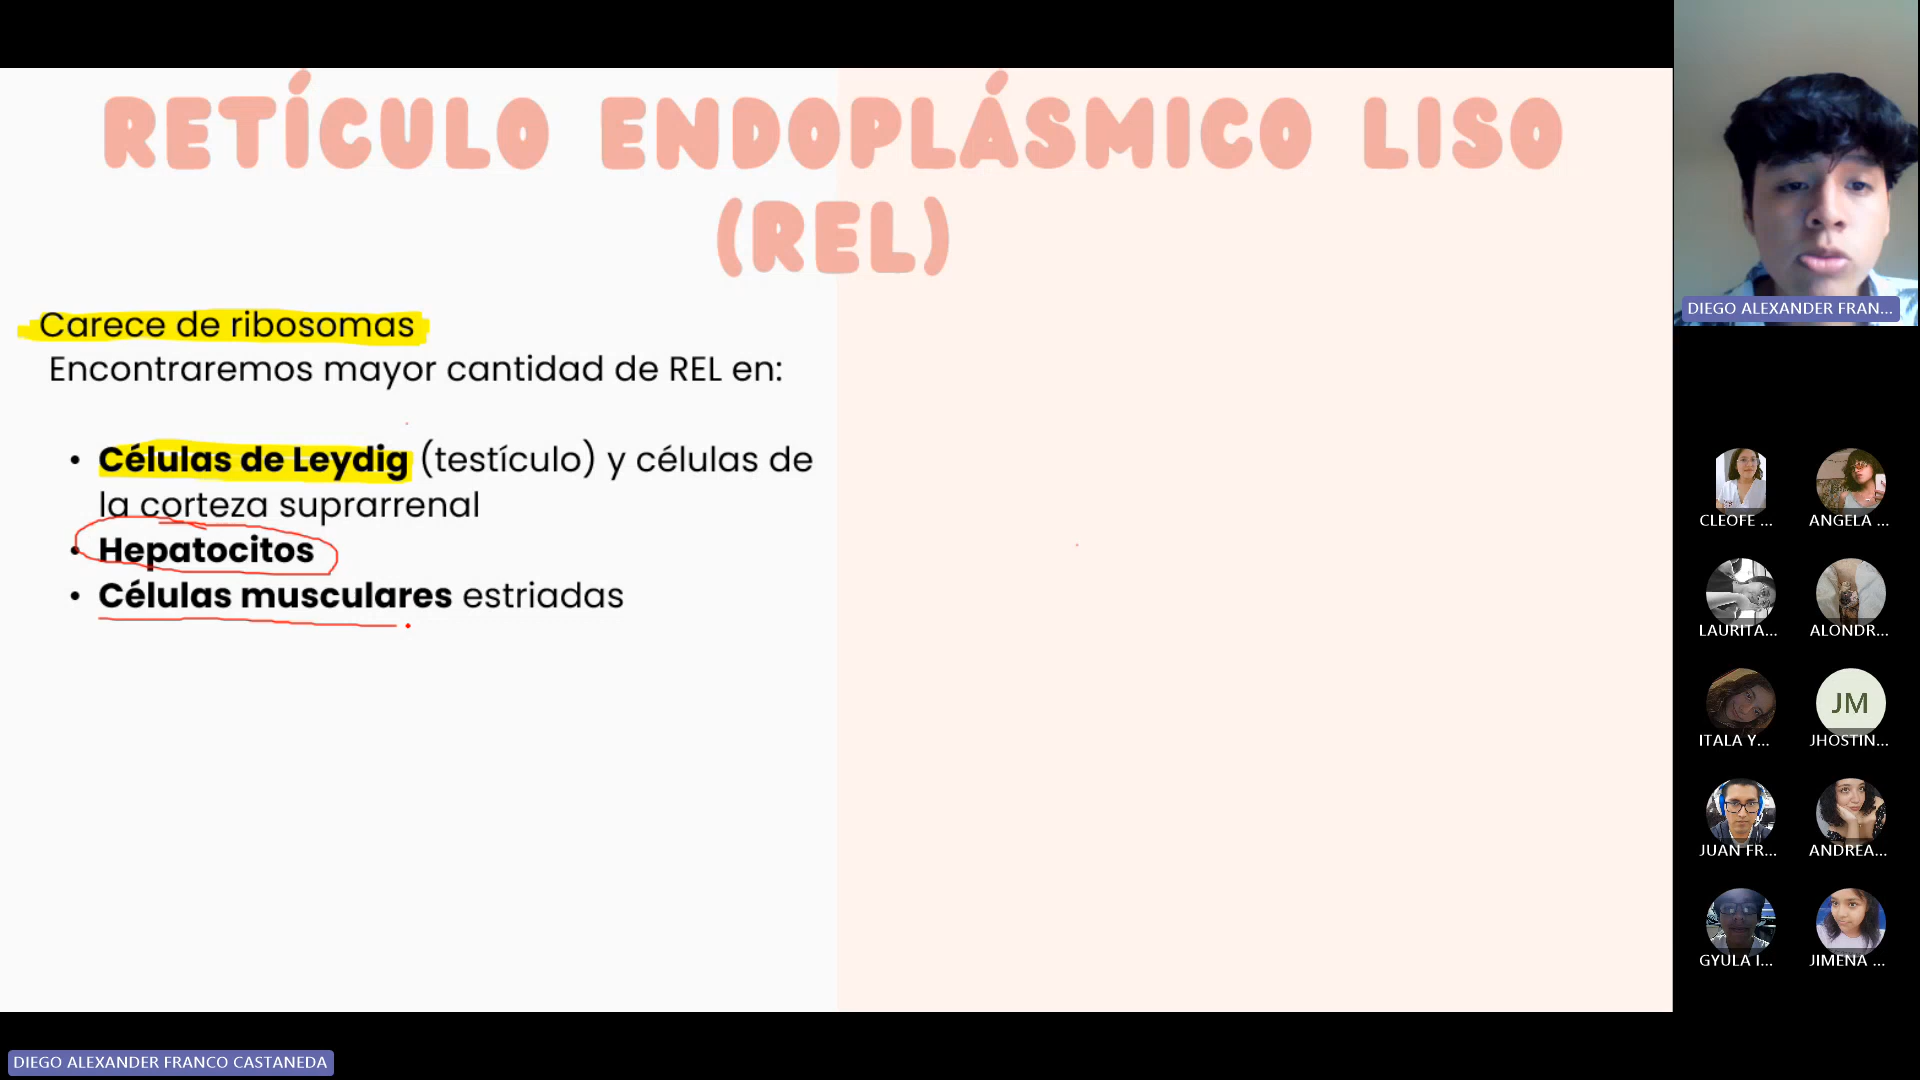 RETÍCULO ENDOPLÁSMICO LISO
(REL)
Carece de ribosomas
Encontraremos mayor cantidad de REL en:
• Células de Leydig (testículo) y células de
la corteza suprarrenal
• Hepatocitos
• Células musculares estriadas
DIEGO ALEXANDER FRAN...
CLEOFE ...
ANGELA ...
LAURITA...
ALONDR...
ITALA Y...
JM
JHOSTIN...
JUAN FR...
ANDREA...
GYULA I...
JIMENA ...
DIEGO ALEXANDER FRANCO CASTANEDA